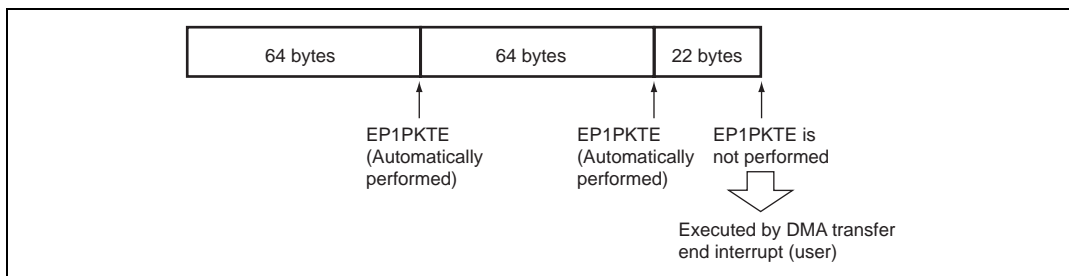 64 bytes
64 bytes
22 bytes
EP1PKTE
(Automatically
performed)
EP1PKTE
(Automatically
performed)
EP1PKTE is
not performed
Executed by DMA transfer
end interrupt (user)